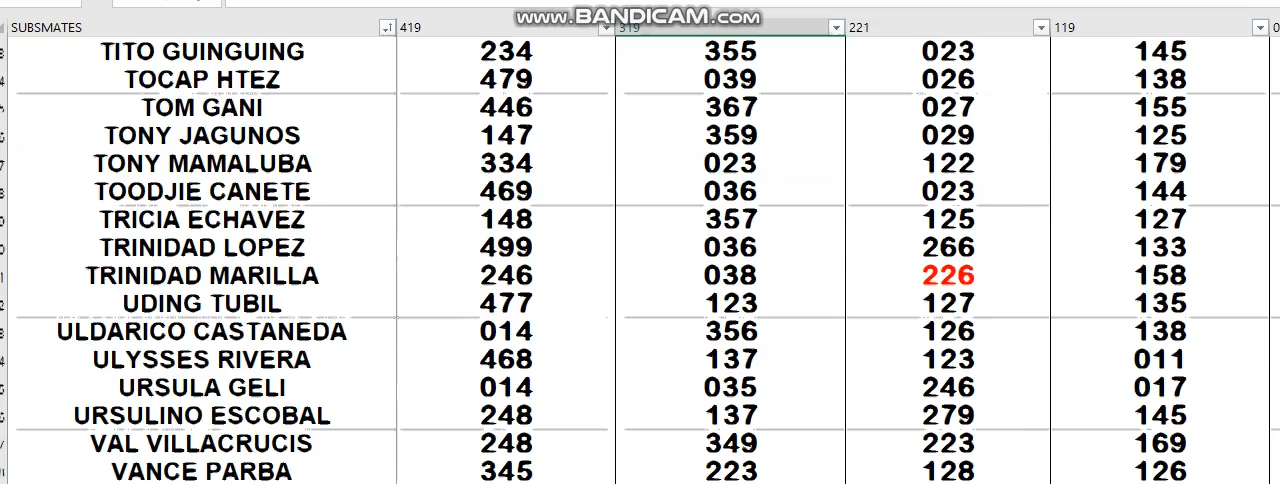 www.BANDICAM.com
SUBSMATES 419 319 221 119
TITO GUINGUING 234 355 023 145
TOCAP HTEZ 479 039 026 138
TOM GANI 446 367 027 155
TONY JAGUNOS 147 359 029 125
TONY MAMALUBA 334 023 122 179
TOODJIE CANETE 469 036 023 144
TRICIA ECHAVEZ 148 357 125 127
TRINIDAD LOPEZ 499 036 266 133
TRINIDAD MARILLA 246 038 226 158
UDING TUBIL 477 123 127 135
ULDARICO CASTANEDA 014 356 126 138
ULYSSES RIVERA 468 137 123 011
URSULA GELI 014 035 246 017
URSULINO ESCOBAL 248 137 279 145
VAL VILLACRUCIS 248 349 223 169
VANCE PARBA 345 223 128 126